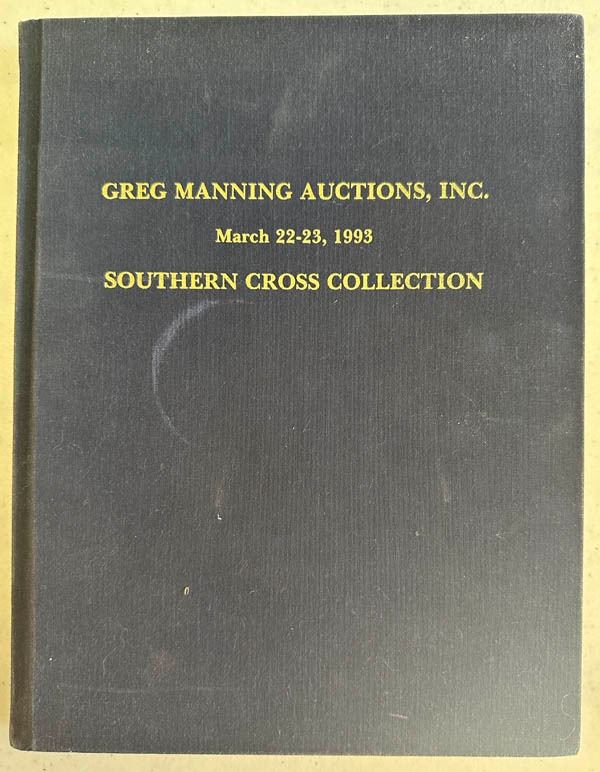 GREG MANNING AUCTIONS, INC.
March 22-23, 1993
SOUTHERN CROSS COLLECTION